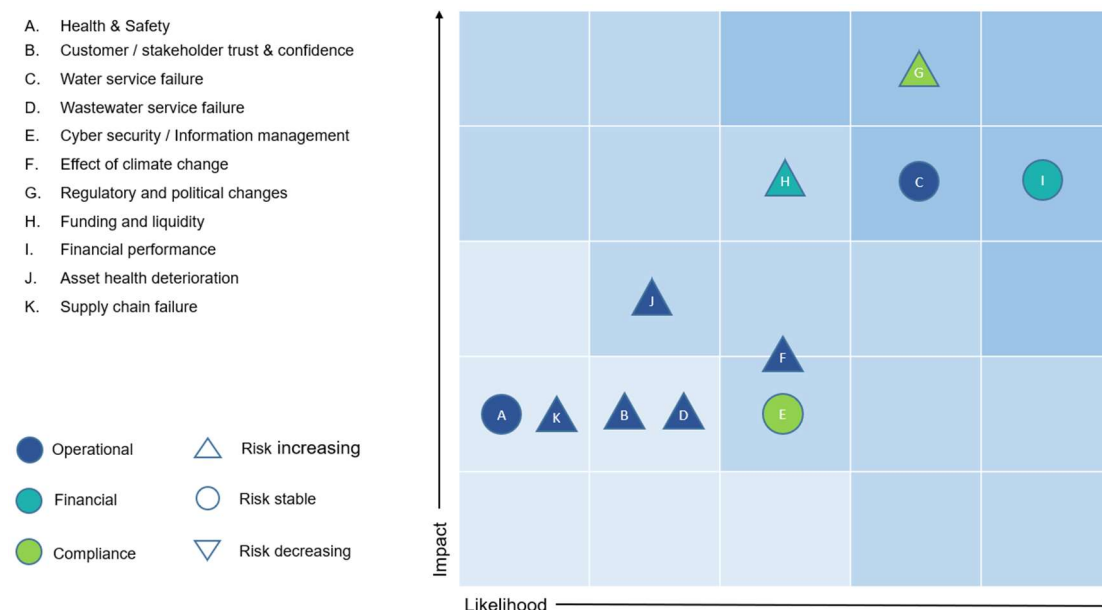 A. Health & Safety
B. Customer / stakeholder trust & confidence
C. Water service failure
D. Wastewater service failure
E. Cyber security / Information management
F. Effect of climate change
G. Regulatory and political changes
H. Funding and liquidity
I. Financial performance
J. Asset health deterioration
K. Supply chain failure
Operational
Risk increasing
Financial
Risk stable
Compliance
Risk decreasing
Impact
G
H
C
I
J
F
A
K
B
D
E
Likelihood